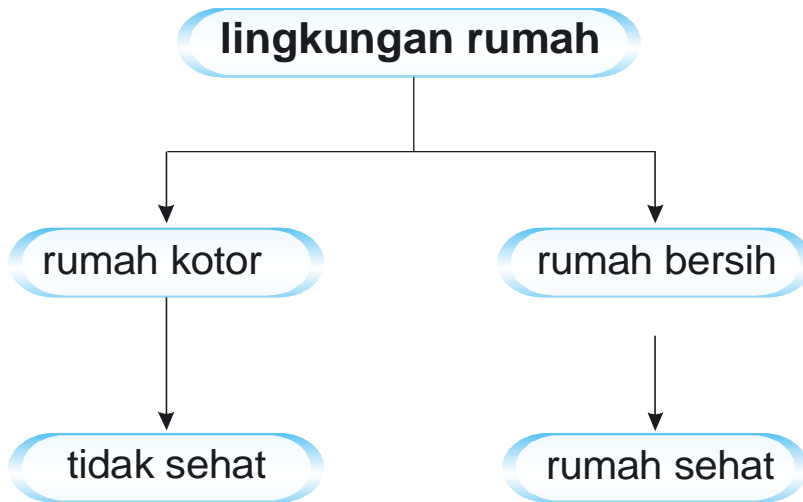 lingkungan rumah
rumah kotor
rumah bersih
tidak sehat
rumah sehat